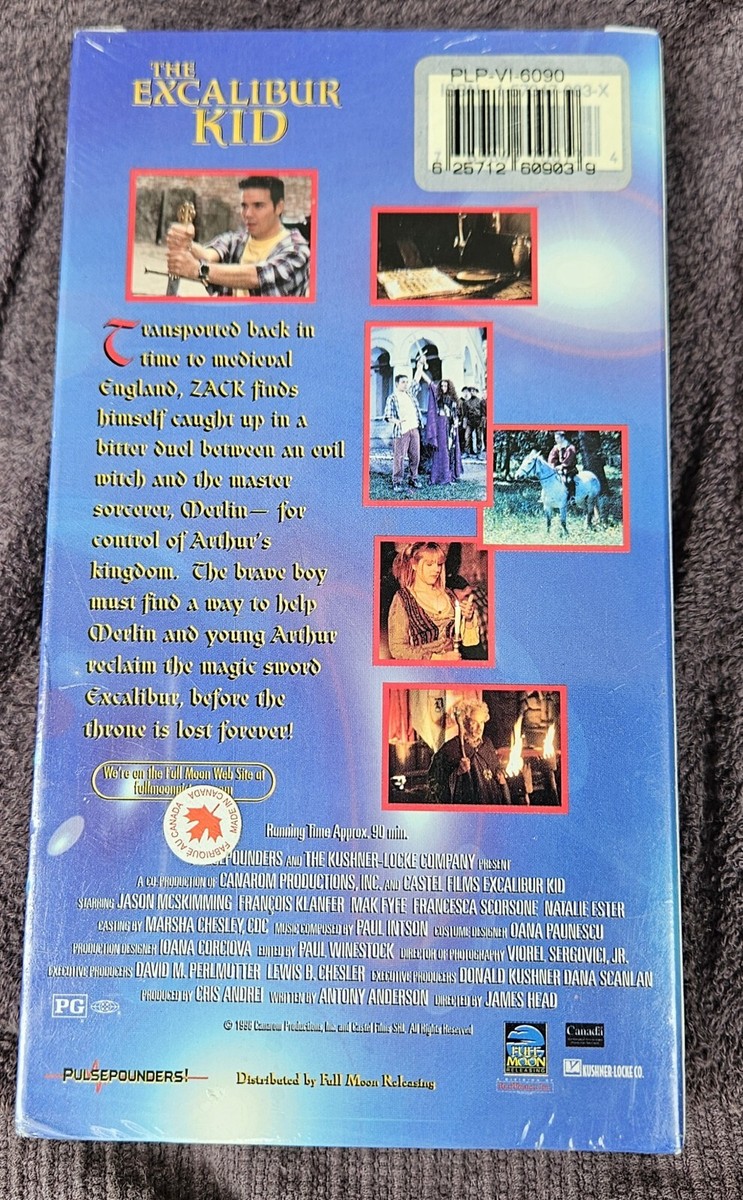 THE
EXCALIBUR
KID
PLP-VI-6090
6 25712 60903 9
Transported back in
time to medieval
England, ZACK finds
himself caught up in a
bitter duel between an evil
witch and the master
sorcerer, Merlin— for
control of Arthur's
kingdom. The brave boy
must find a way to help
Merlin and young Arthur
reclaim the magic sword
Excalibur, before the
throne is lost forever!
We're on the Full Moon Web Site at
MADE IN CANADA
FABRIQUÉ AU CANADA
Running Time Approx. 90 min.
AND THE KUSHNER-LOCKE COMPANY PRESENT
A CO-PRODUCTION OF CANAROM PRODUCTIONS, INC. AND CASTEL FILMS EXCALIBUR KID
STARRING JASON MCSKIMMING FRANÇOIS KLANFER MAK FYFE FRANCESCA SCORSONE NATALIE ESTER
CASTING BY MARSHA CHESLEY, CDC MUSIC COMPOSED BY PAUL INTSON COSTUME DESIGNER OANA PAUNESCU
PRODUCTION DESIGNER IOANA CORCIOVA EDITED BY PAUL WINESTOCK DIRECTOR OF PHOTOGRAPHY VIOREL SERGOVICI, JR.
EXECUTIVE PRODUCERS DAVID M. PERLMUTTER LEWIS B. CHESLER EXECUTIVE PRODUCERS DONALD KUSHNER DANA SCANLAN
PRODUCED BY CRIS ANDREI WRITTEN BY ANTONY ANDERSON DIRECTED BY JAMES HEAD
PG
© 1998 Canarom Productions, Inc. and Castel Films SRL. All Rights Reserved
FULL
MOON
RELEASING
A DIVISION OF
Canada
KUSHNER-LOCKE CO.
PULSEPOUNDERS!
Distributed by Full Moon Releasing